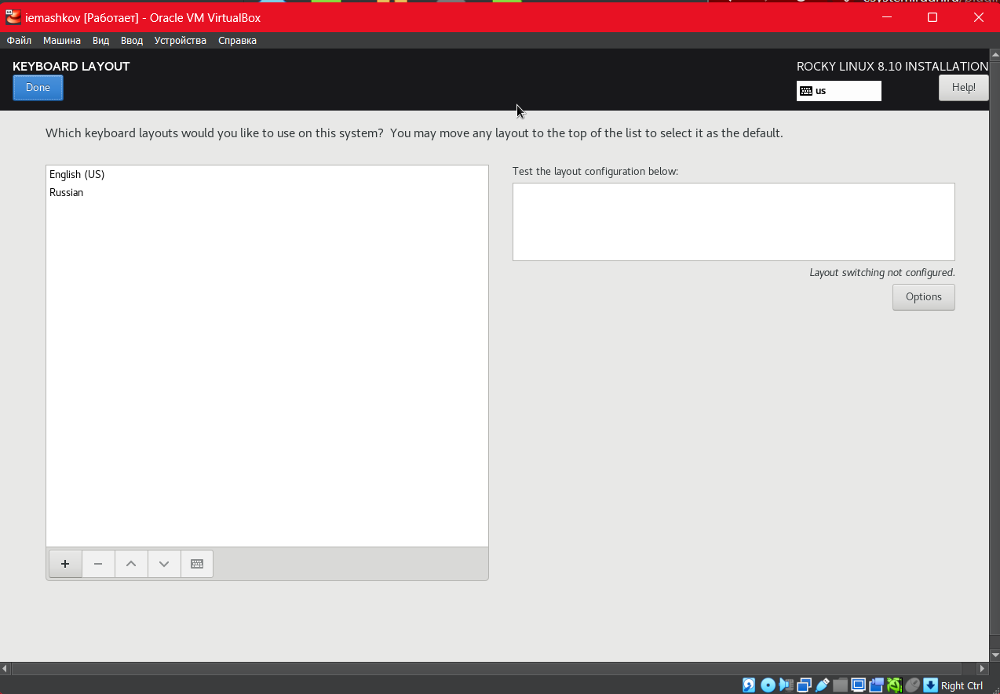 iemashkov [Работает] - Oracle VM VirtualBox
Файл Машина Вид Ввод Устройства Справка
KEYBOARD LAYOUT
ROCKY LINUX 8.10 INSTALLATION
Done
us
Help!
Which keyboard layouts would you like to use on this system? You may move any layout to the top of the list to select it as the default.
English (US)
Russian
Test the layout configuration below:
Layout switching not configured.
Options
Right Ctrl